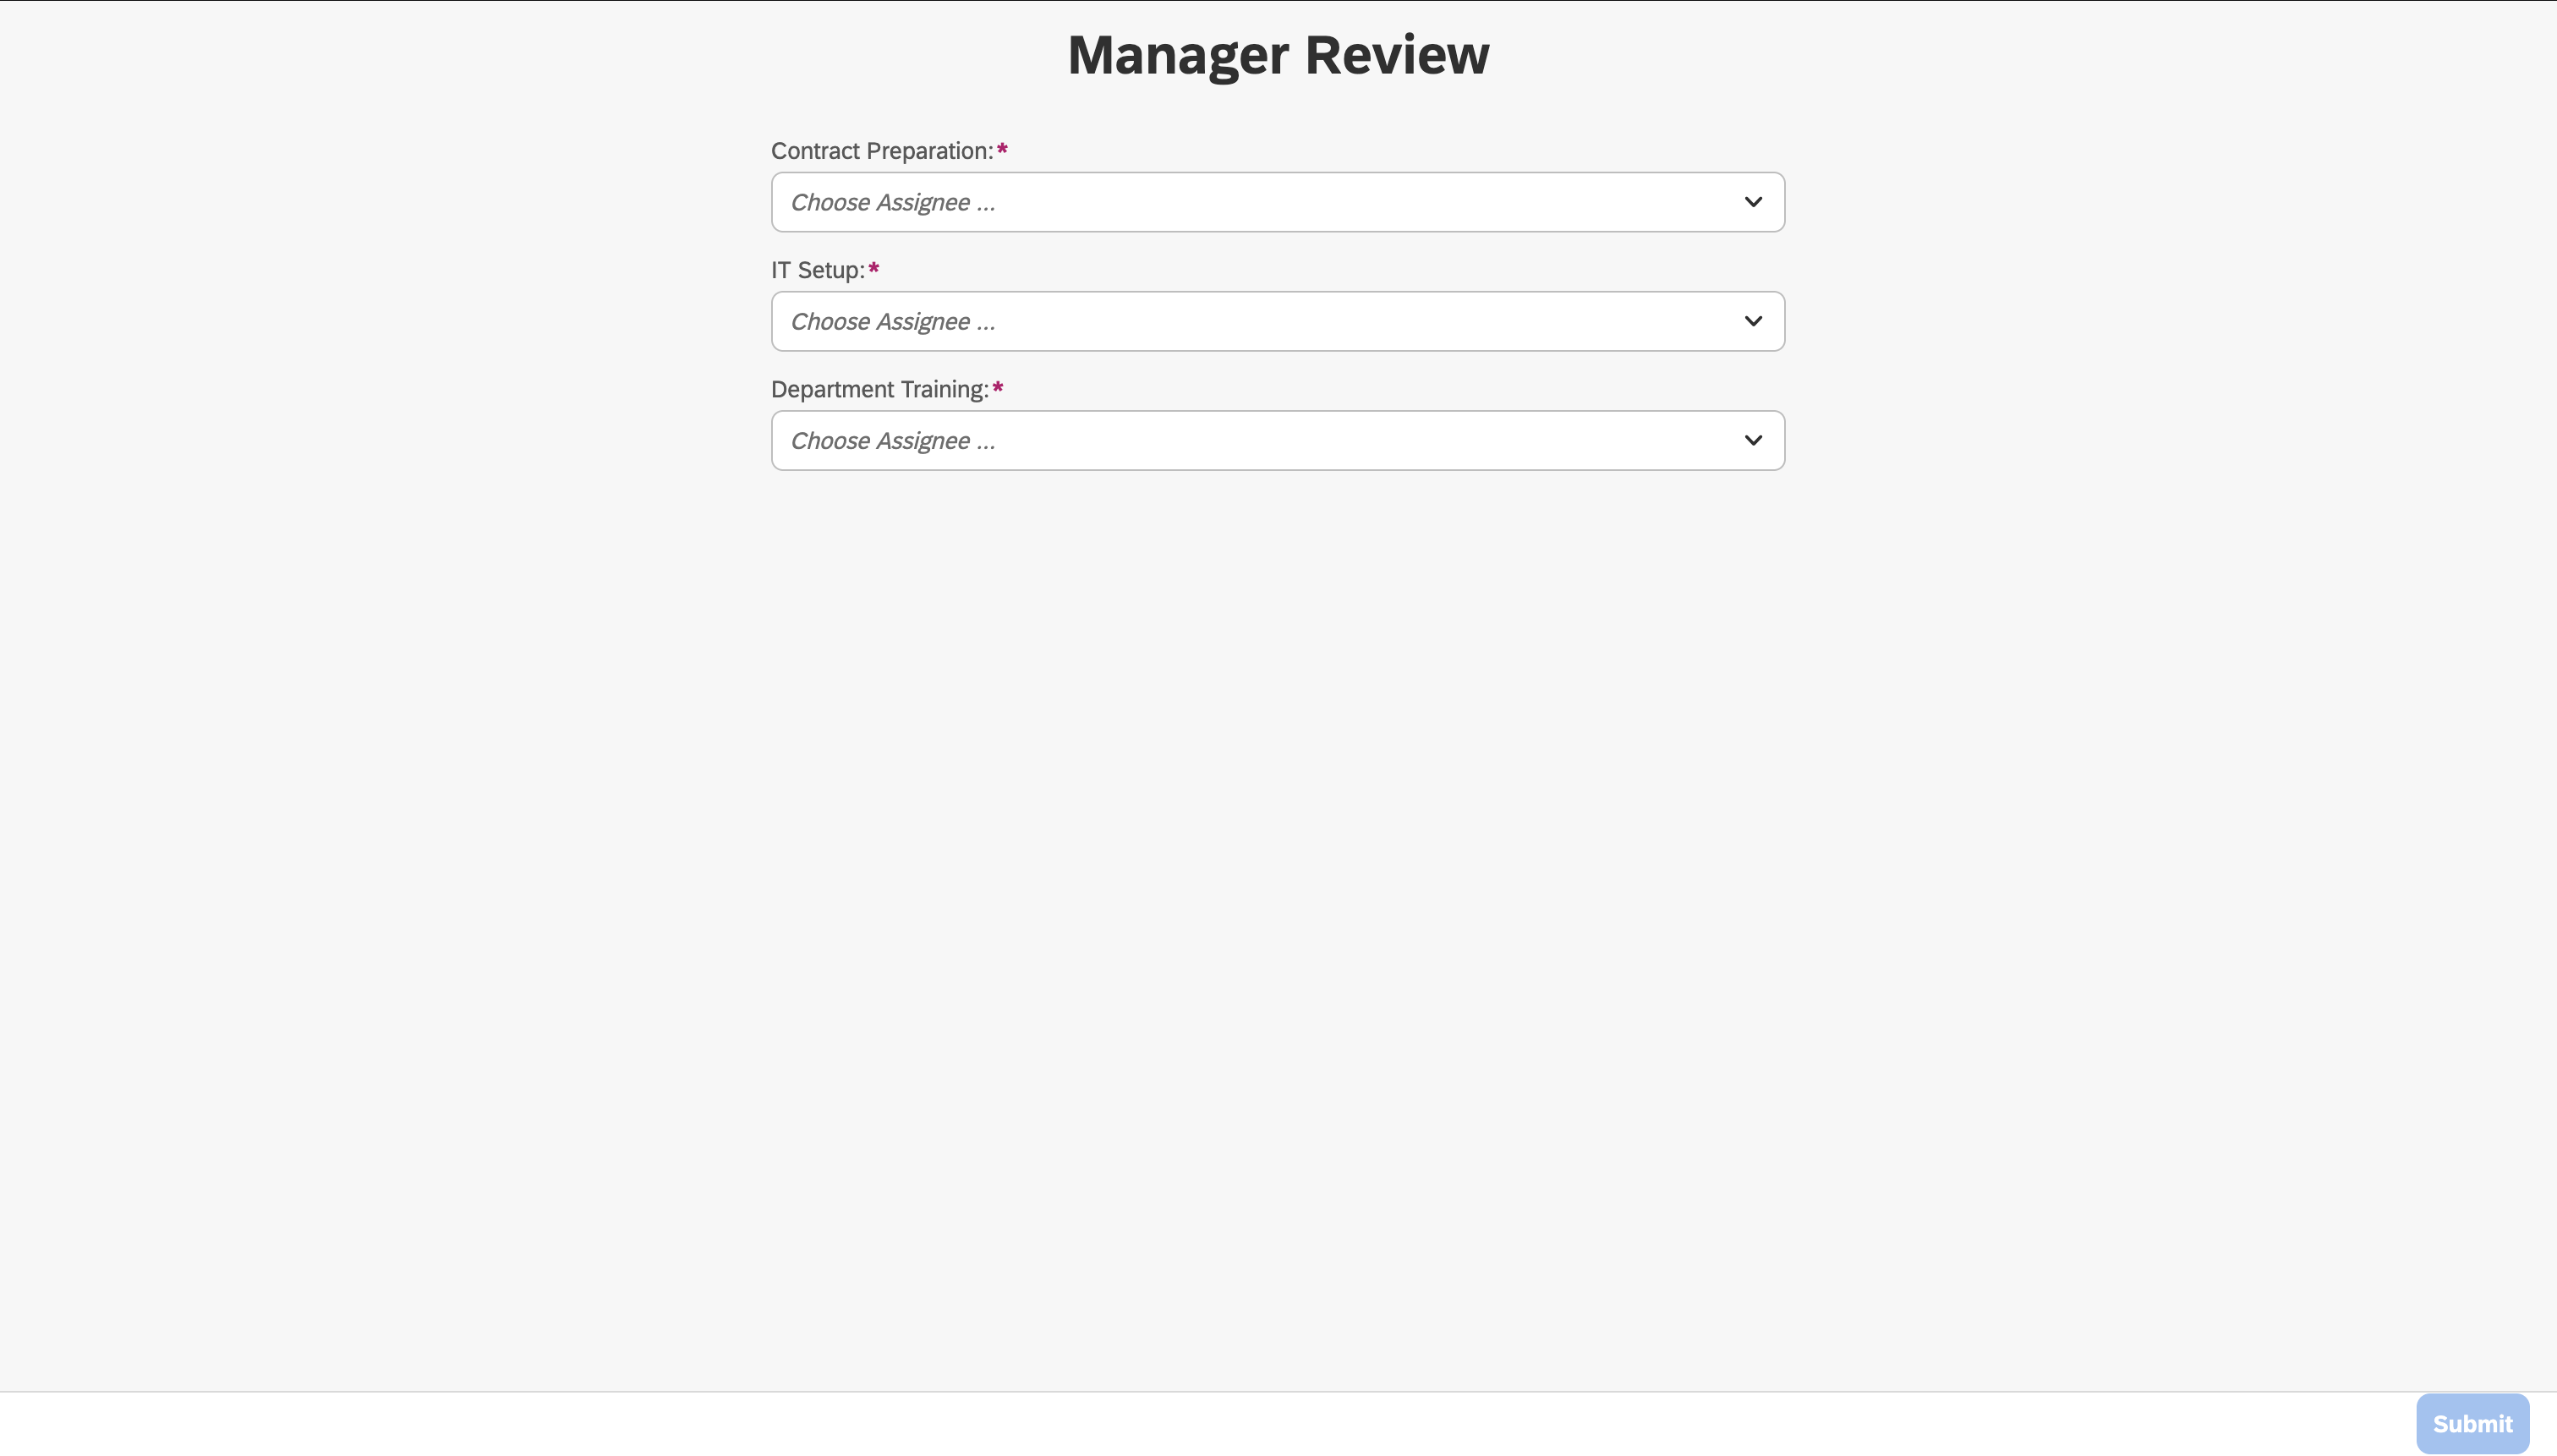 Manager Review
Contract Preparation:*
Choose Assignee ...
IT Setup:*
Choose Assignee ...
Department Training:*
Choose Assignee ...
Submit